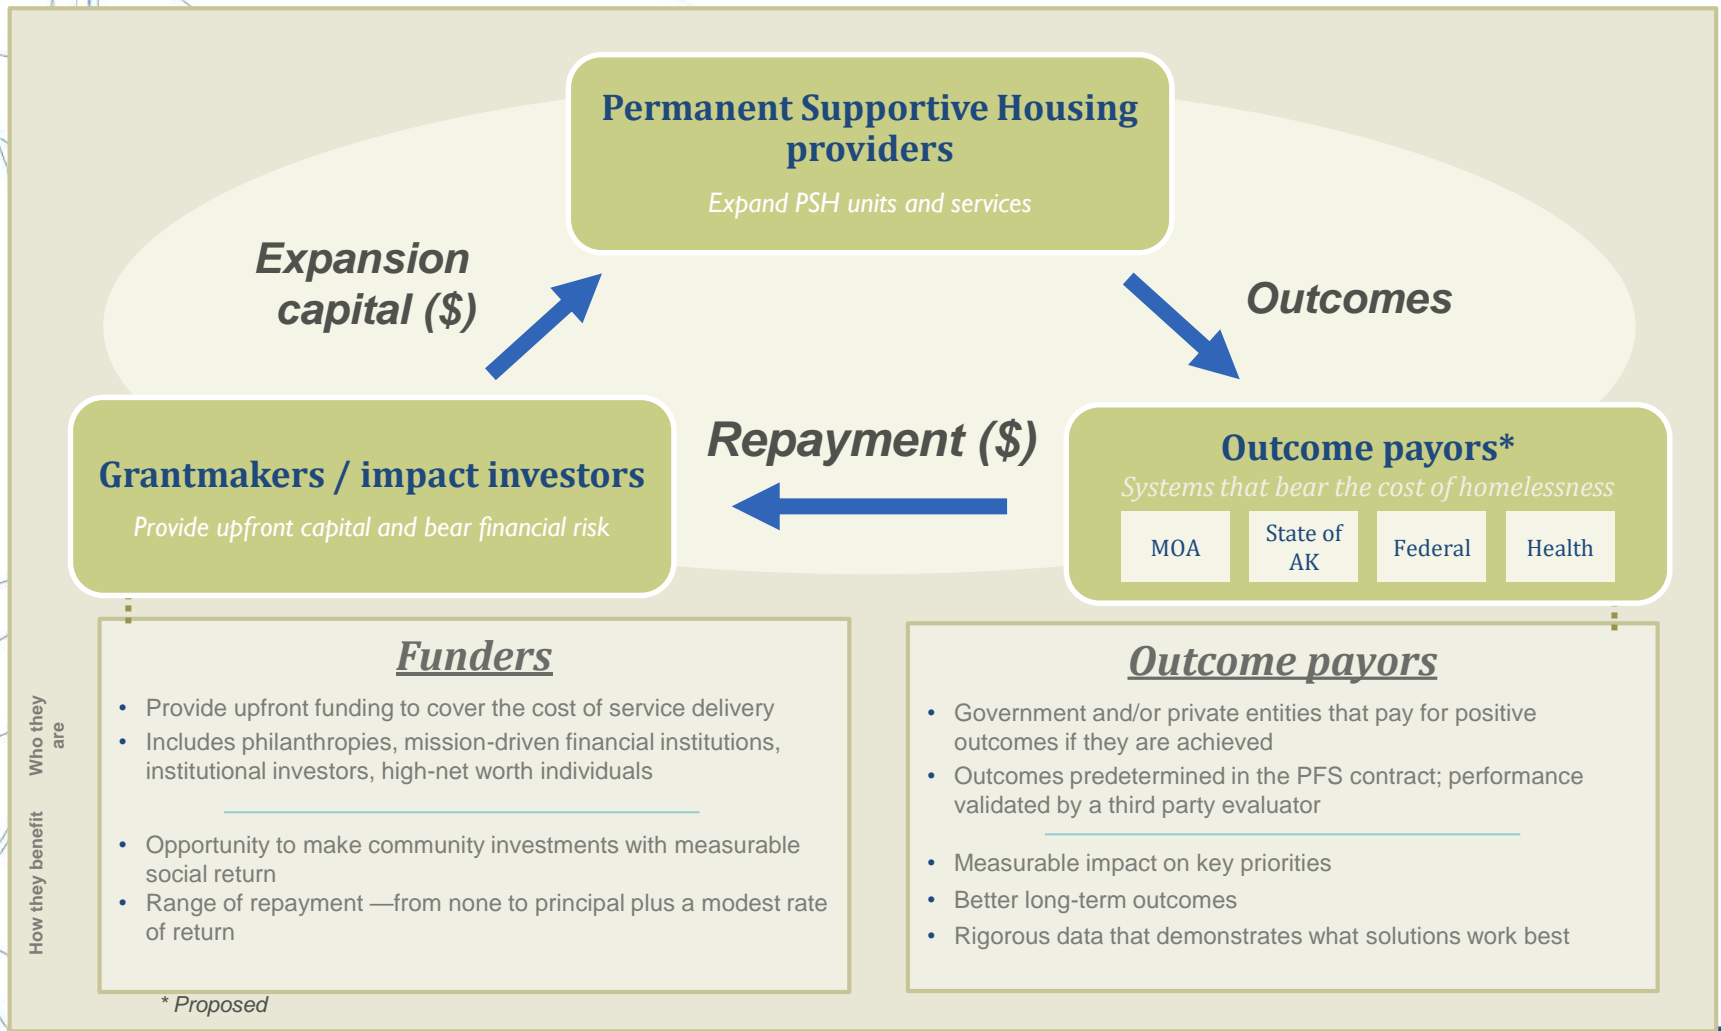 Permanent Supportive Housing
providers
Expand PSH units and services
Expansion
capital ($)
Outcomes
Grantmakers / impact investors
Provide upfront capital and bear financial risk
Repayment ($)
Outcome payors*
Systems that bear the cost of homelessness
MOA
State of
AK
Federal
Health
Who they
are
How they benefit
Funders
• Provide upfront funding to cover the cost of service delivery
• Includes philanthropies, mission-driven financial institutions,
institutional investors, high-net worth individuals
• Opportunity to make community investments with measurable
social return
• Range of repayment —from none to principal plus a modest rate
of return
Outcome payors
• Government and/or private entities that pay for positive
outcomes if they are achieved
• Outcomes predetermined in the PFS contract; performance
validated by a third party evaluator
• Measurable impact on key priorities
• Better long-term outcomes
• Rigorous data that demonstrates what solutions work best
* Proposed